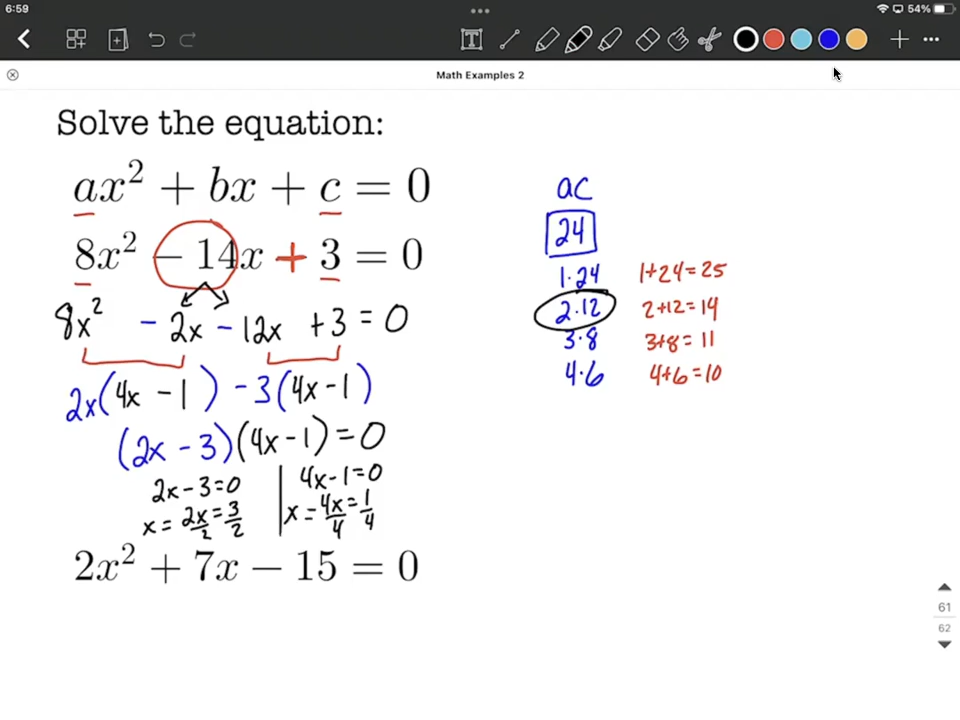 6:59
54%
Math Examples 2
Solve the equation:
ax² + bx + c = 0
8x² − 14x + 3 = 0
8x² − 2x − 12x + 3 = 0
2x(4x − 1) − 3(4x − 1)
(2x − 3)(4x − 1) = 0
2x − 3 = 0 | 4x − 1 = 0
x = 2x/2 = 3/2 | x = 4x/4 = 1/4
2x² + 7x − 15 = 0
ac
24
1·24 1+24=25
2·12 2+12=14
3·8 3+8=11
4·6 4+6=10
61
62